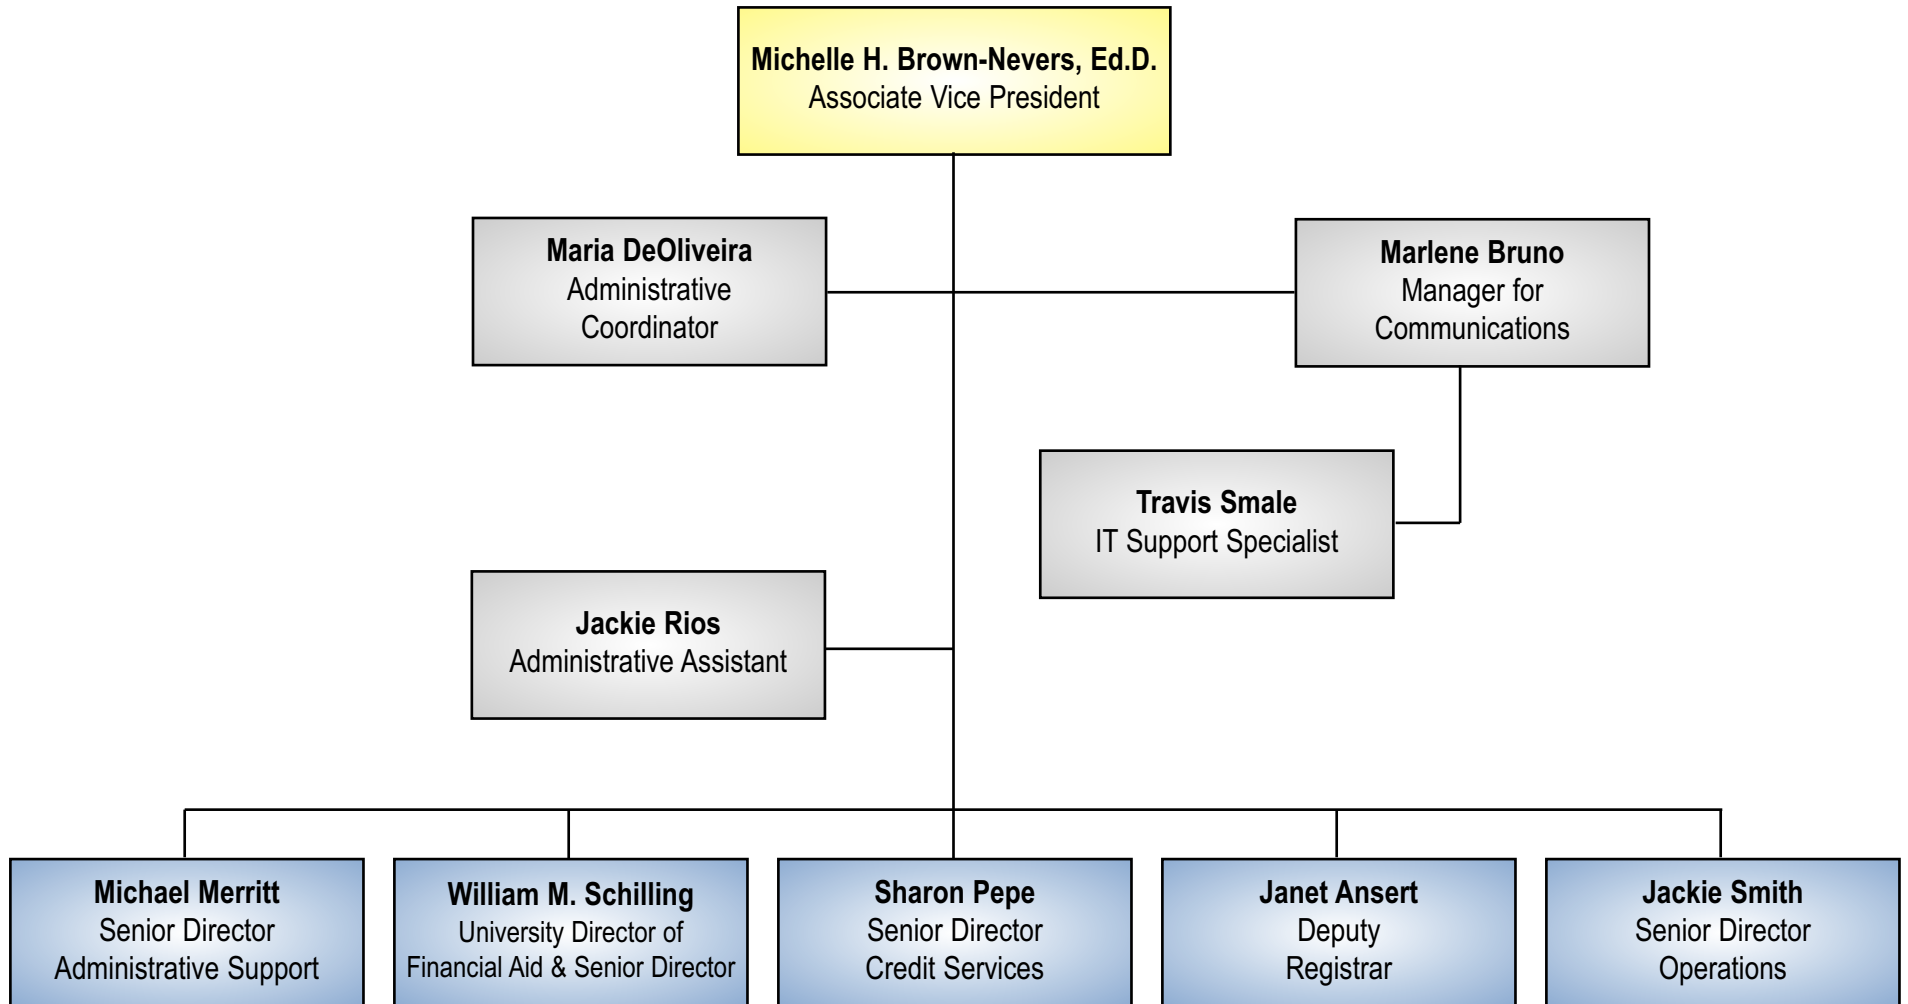 Michelle H. Brown-Nevers, Ed.D.
Associate Vice President
Maria DeOliveira
Administrative
Coordinator
Marlene Bruno
Manager for
Communications
Travis Smale
IT Support Specialist
Jackie Rios
Administrative Assistant
Michael Merritt
Senior Director
Administrative Support
William M. Schilling
University Director of
Financial Aid & Senior Director
Sharon Pepe
Senior Director
Credit Services
Janet Ansert
Deputy
Registrar
Jackie Smith
Senior Director
Operations